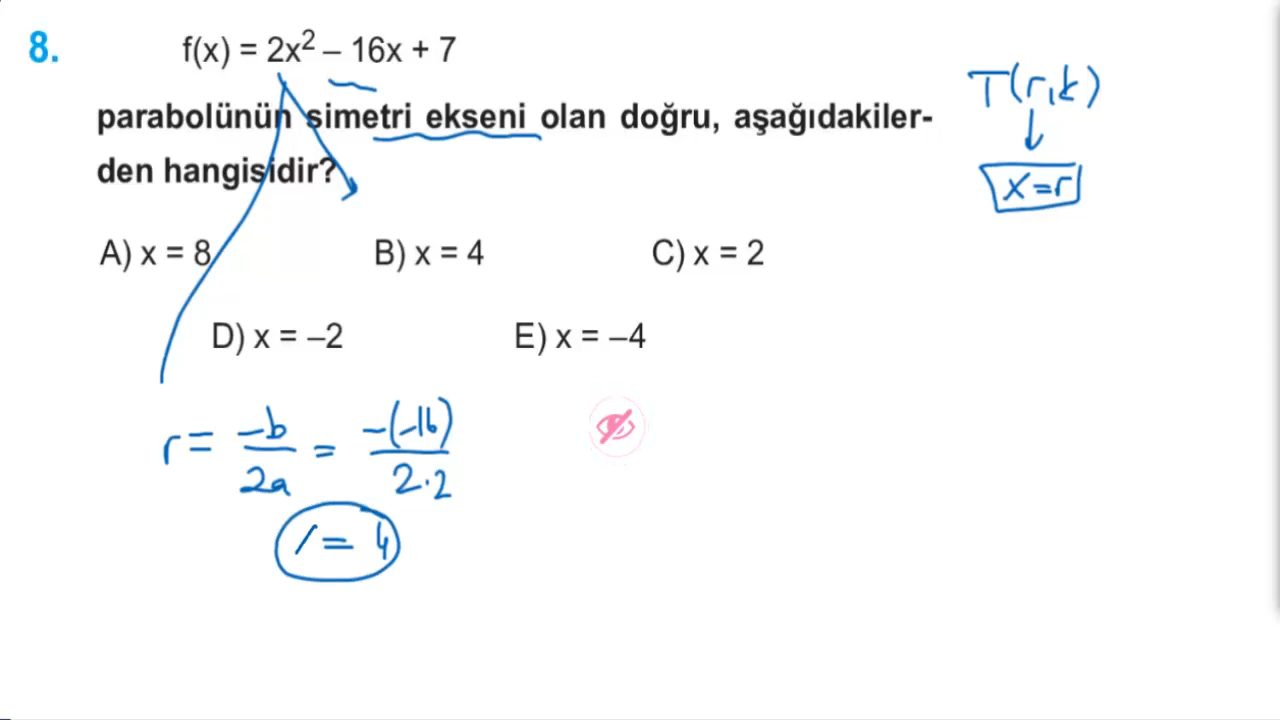 8. f(x) = 2x² – 16x + 7
parabolünün simetri ekseni olan doğru, aşağıdakiler-
den hangisidir?
A) x = 8 B) x = 4 C) x = 2
D) x = –2 E) x = –4
T(r,k)
x=r
r = -b/2a = -(-16)/2·2
r = 4